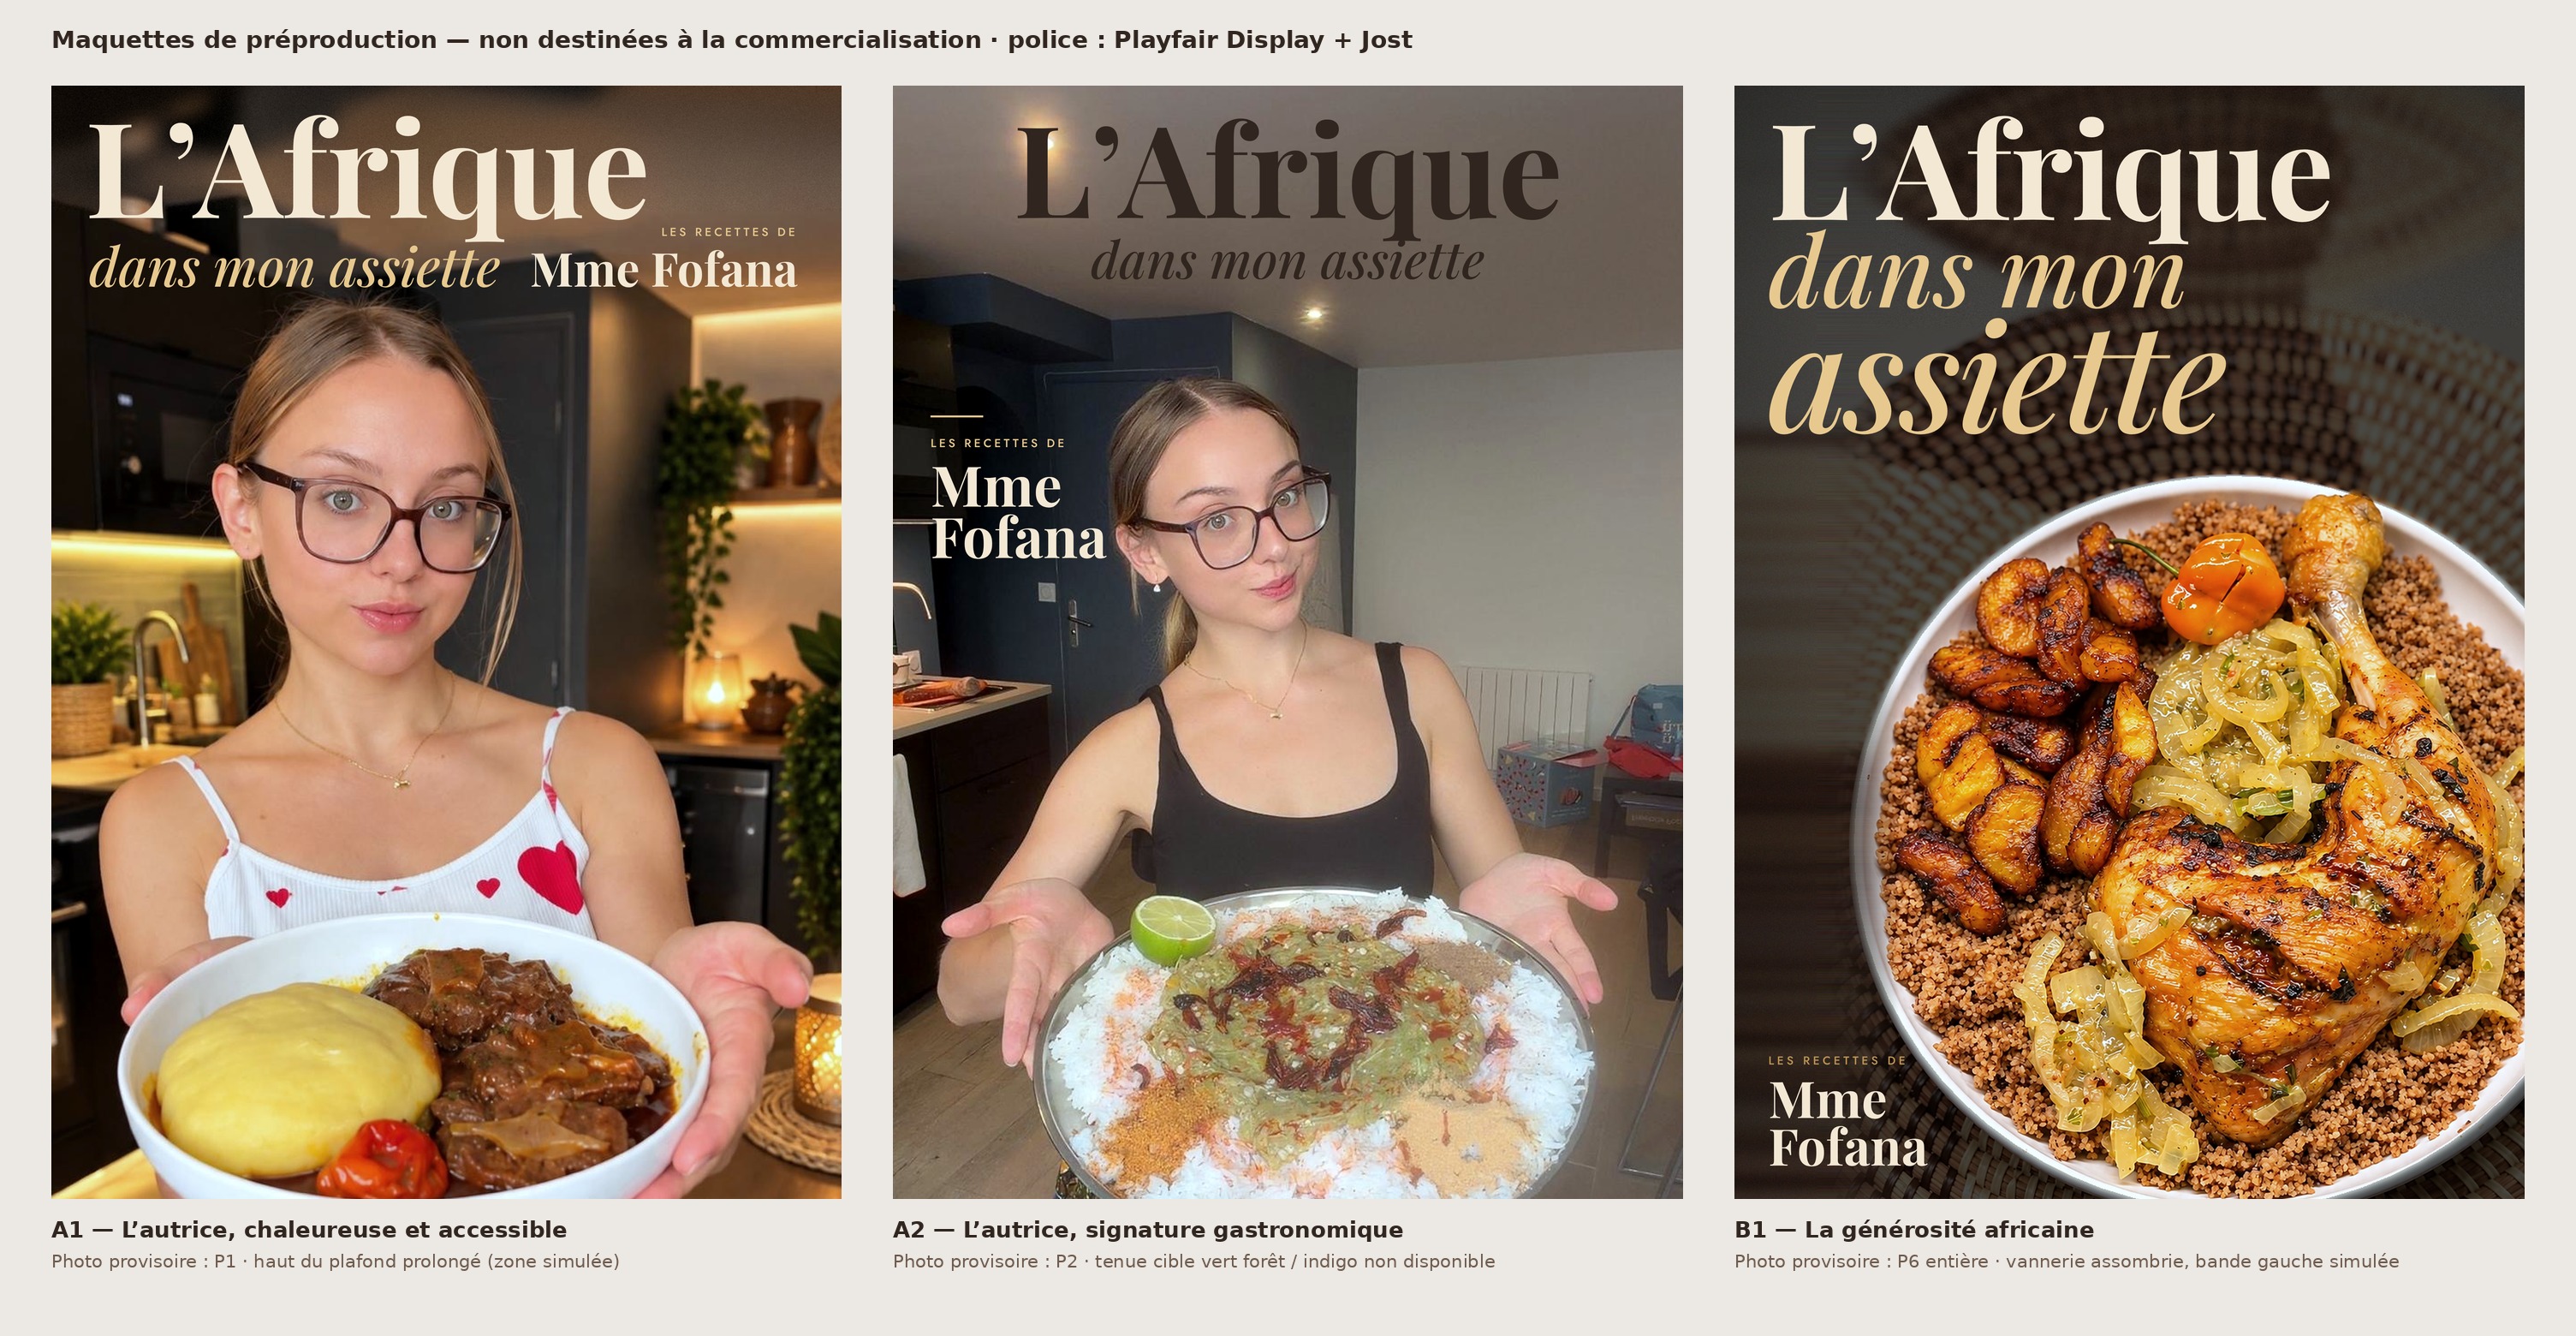 Maquettes de préproduction — non destinées à la commercialisation · police : Playfair Display + Jost
L’Afrique
LES RECETTES DE
dans mon assiette Mme Fofana
A1 — L’autrice, chaleureuse et accessible
Photo provisoire : P1 · haut du plafond prolongé (zone simulée)
L’Afrique
dans mon assiette
LES RECETTES DE
Mme
Fofana
A2 — L’autrice, signature gastronomique
Photo provisoire : P2 · tenue cible vert forêt / indigo non disponible
L’Afrique
dans mon
assiette
LES RECETTES DE
Mme
Fofana
B1 — La générosité africaine
Photo provisoire : P6 entière · vannerie assombrie, bande gauche simulée